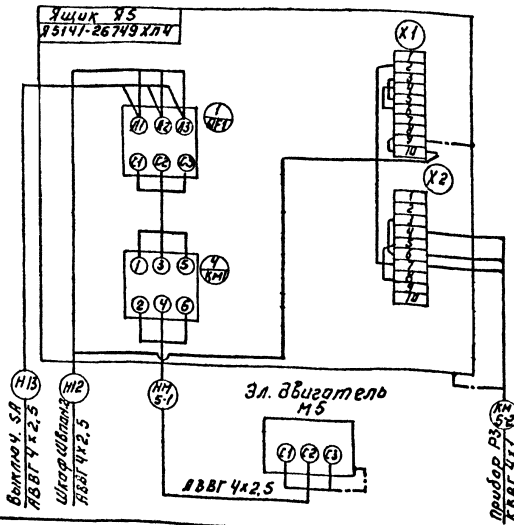 Ящик Я5
Я5141-26749ХЛ4
X1
1
2
3
4
5
6
7
8
9
10
X2
1
2
3
4
5
6
7
8
9
10
1
QF1
Л1 Л2 Л3
С1 С2 С3
4
КМ1
1 3 5
2 4 6
Н13
Н12
НМ
5-1
Выключ. SA
АВВГ 4х2,5
АВВГ 4х2,5
Эл. двигатель
М5
С1 С2 С3
АВВГ 4х2,5
Прибор Р3